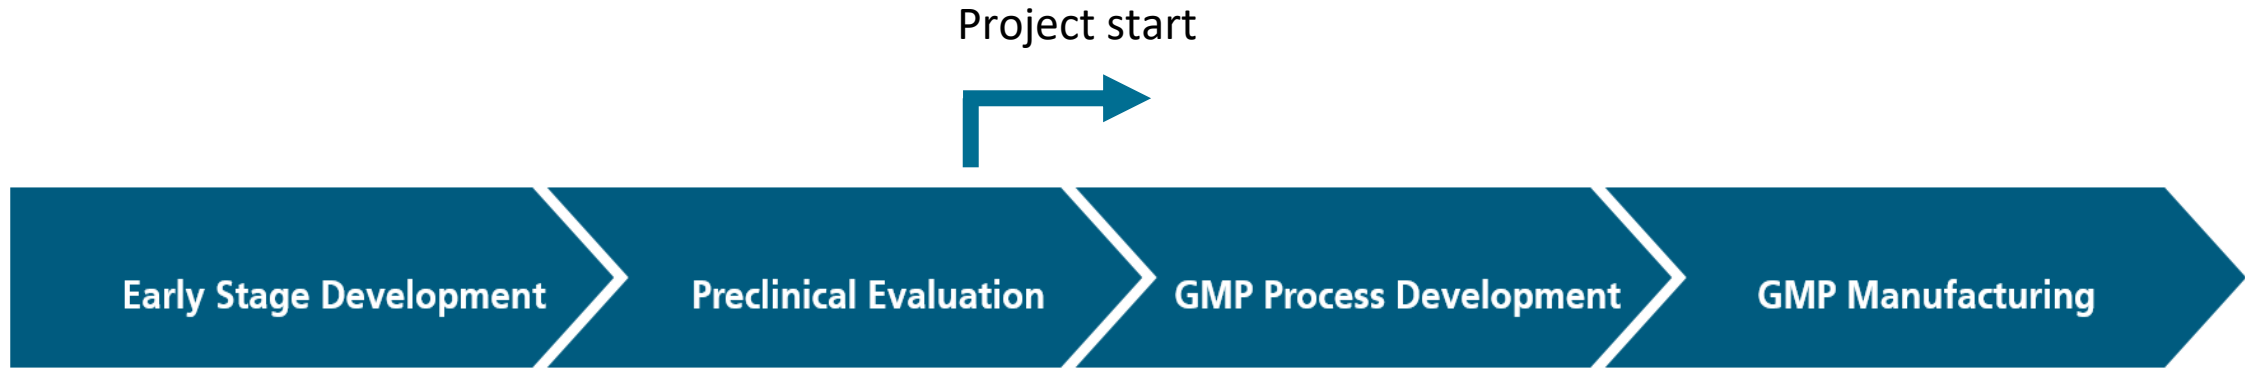 Project start
Early Stage Development
Preclinical Evaluation
GMP Process Development
GMP Manufacturing